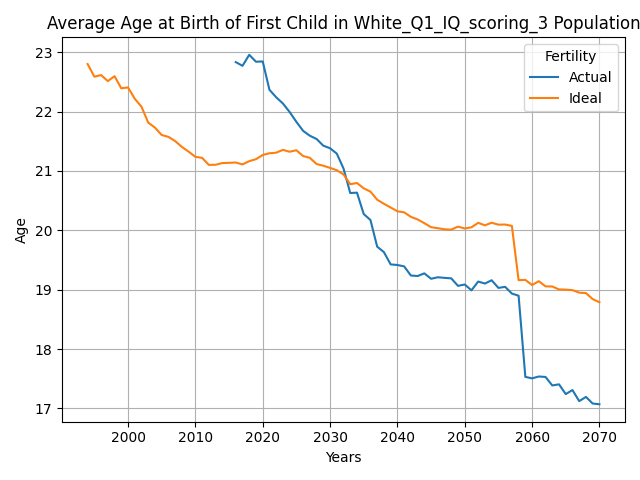 Average Age at Birth of First Child in White_Q1_IQ_scoring_3 Population
Fertility
Actual
Ideal
Age
23
22
21
20
19
18
17
2000
2010
2020
2030
2040
2050
2060
2070
Years